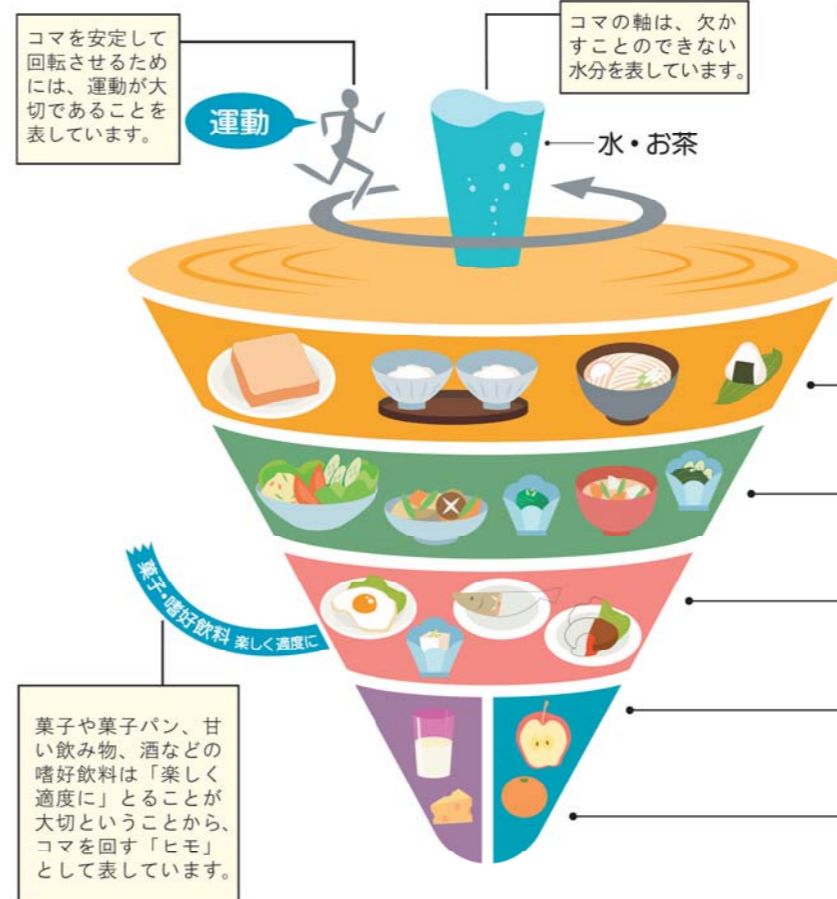 コマを安定して
回転させるため
には、運動が大
切であることを
表しています。
運動
コマの軸は、欠か
すことのできない
水分を表しています。
水・お茶
菓子・嗜好飲料 楽しく適度に
菓子や菓子パン、甘
い飲み物、酒などの
嗜好飲料は「楽しく
適度に」とることが
大切ということから、
コマを回す「ヒモ」
として表しています。